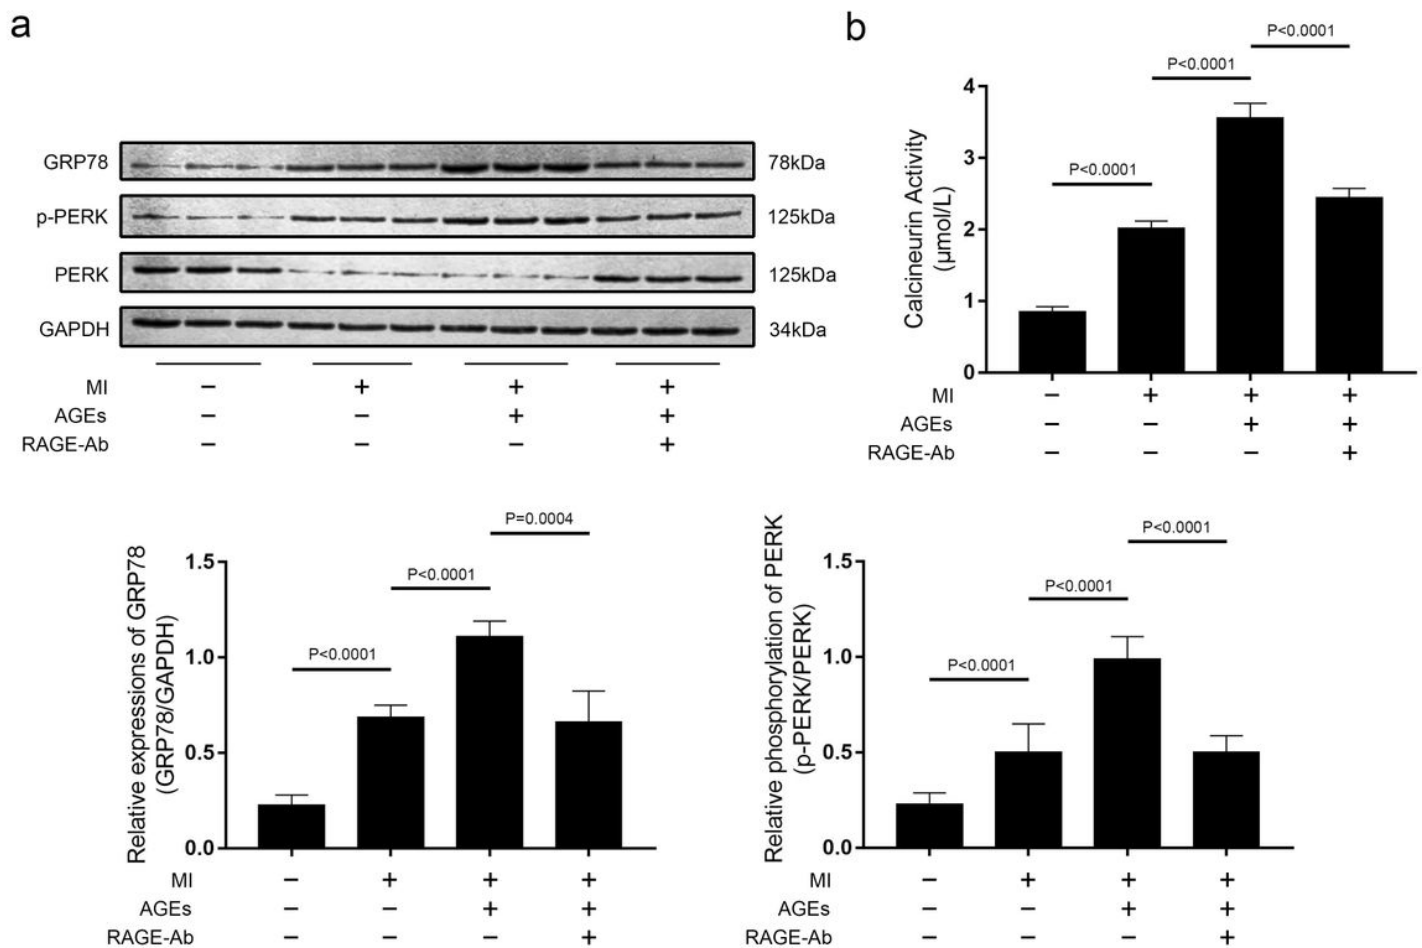 a
GRP78 78kDa
p-PERK 125kDa
PERK 125kDa
GAPDH 34kDa
MI − + + +
AGEs − − + +
RAGE-Ab − − − +
b
P<0.0001
P<0.0001
P<0.0001
Calcineurin Activity
(μmol/L)
4
3
2
1
0
MI − + + +
AGEs − − + +
RAGE-Ab − − − +
P=0.0004
P<0.0001
P<0.0001
Relative expressions of GRP78
(GRP78/GAPDH)
1.5
1.0
0.5
0.0
MI − + + +
AGEs − − + +
RAGE-Ab − − − +
P<0.0001
P<0.0001
P<0.0001
Relative phosphorylation of PERK
(p-PERK/PERK)
1.5
1.0
0.5
0.0
MI − + + +
AGEs − − + +
RAGE-Ab − − − +